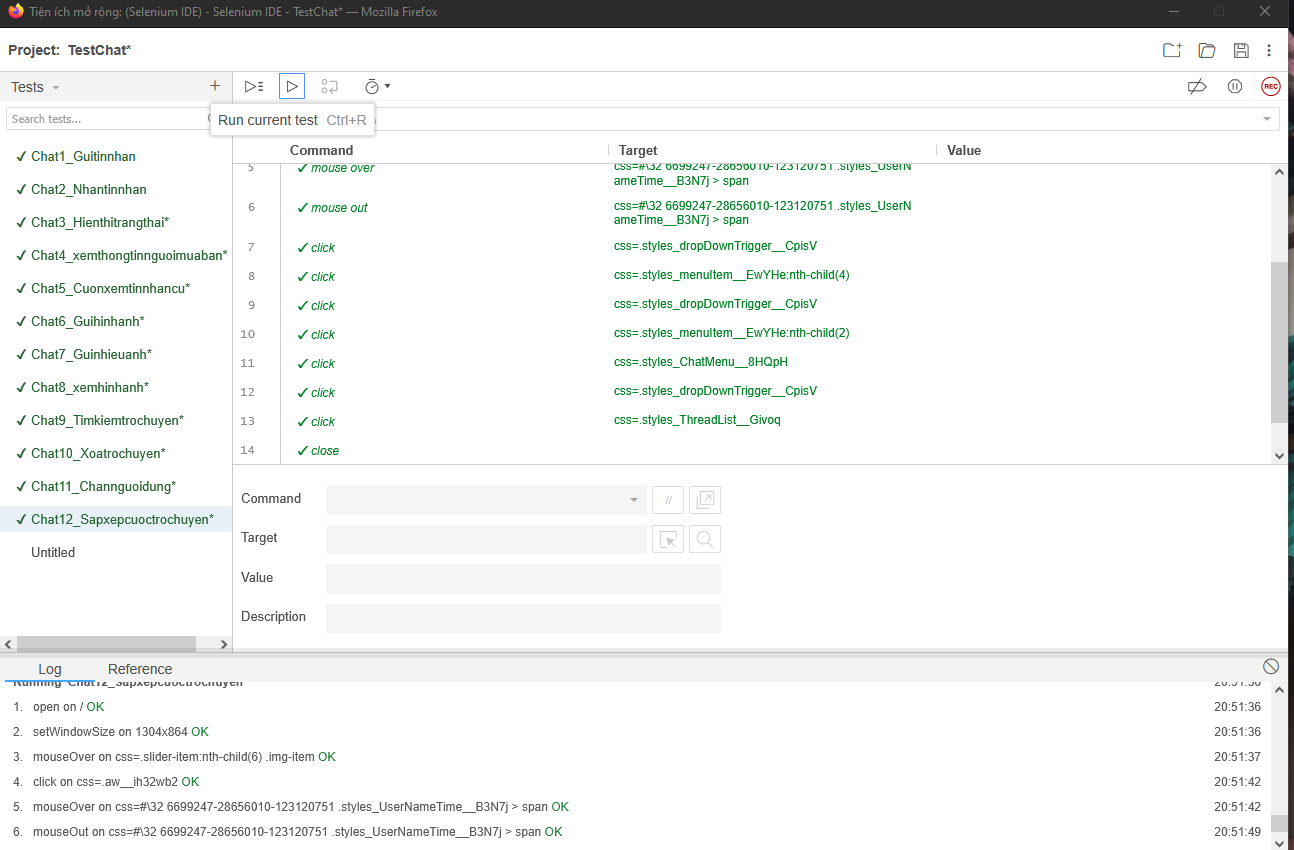 Tiện ích mở rộng: (Selenium IDE) - Selenium IDE - TestChat* — Mozilla Firefox
Project: TestChat*
Tests
+
REC
Search tests...
Run current test Ctrl+R
Command Target Value
Chat1_Guitinnhan
Chat2_Nhantinnhan
Chat3_Hienthitrangthai*
Chat4_xemthongtinnguoimuaban*
Chat5_Cuonxemtinnhancu*
Chat6_Guihinhanh*
Chat7_Guinhieuanh*
Chat8_xemhinhanh*
Chat9_Timkiemtrochuyen*
Chat10_Xoatrochuyen*
Chat11_Channguoidung*
Chat12_Sapxepcuoctrochuyen*
Untitled
5 ✓ mouse over css=#\32 6699247-28656010-123120751 .styles_UserN
ameTime__B3N7j > span
6 ✓ mouse out css=#\32 6699247-28656010-123120751 .styles_UserN
ameTime__B3N7j > span
7 ✓ click css=.styles_dropDownTrigger__CpisV
8 ✓ click css=.styles_menuItem__EwYHe:nth-child(4)
9 ✓ click css=.styles_dropDownTrigger__CpisV
10 ✓ click css=.styles_menuItem__EwYHe:nth-child(2)
11 ✓ click css=.styles_ChatMenu__8HQpH
12 ✓ click css=.styles_dropDownTrigger__CpisV
13 ✓ click css=.styles_ThreadList__Givoq
14 ✓ close
Command //
Target
Value
Description
Log Reference
Running 'Chat12_Sapxepcuoctrochuyen' 20:51:36
1. open on / OK 20:51:36
2. setWindowSize on 1304x864 OK 20:51:36
3. mouseOver on css=.slider-item:nth-child(6) .img-item OK 20:51:37
4. click on css=.aw__ih32wb2 OK 20:51:42
5. mouseOver on css=#\32 6699247-28656010-123120751 .styles_UserNameTime__B3N7j > span OK 20:51:42
6. mouseOut on css=#\32 6699247-28656010-123120751 .styles_UserNameTime__B3N7j > span OK 20:51:49